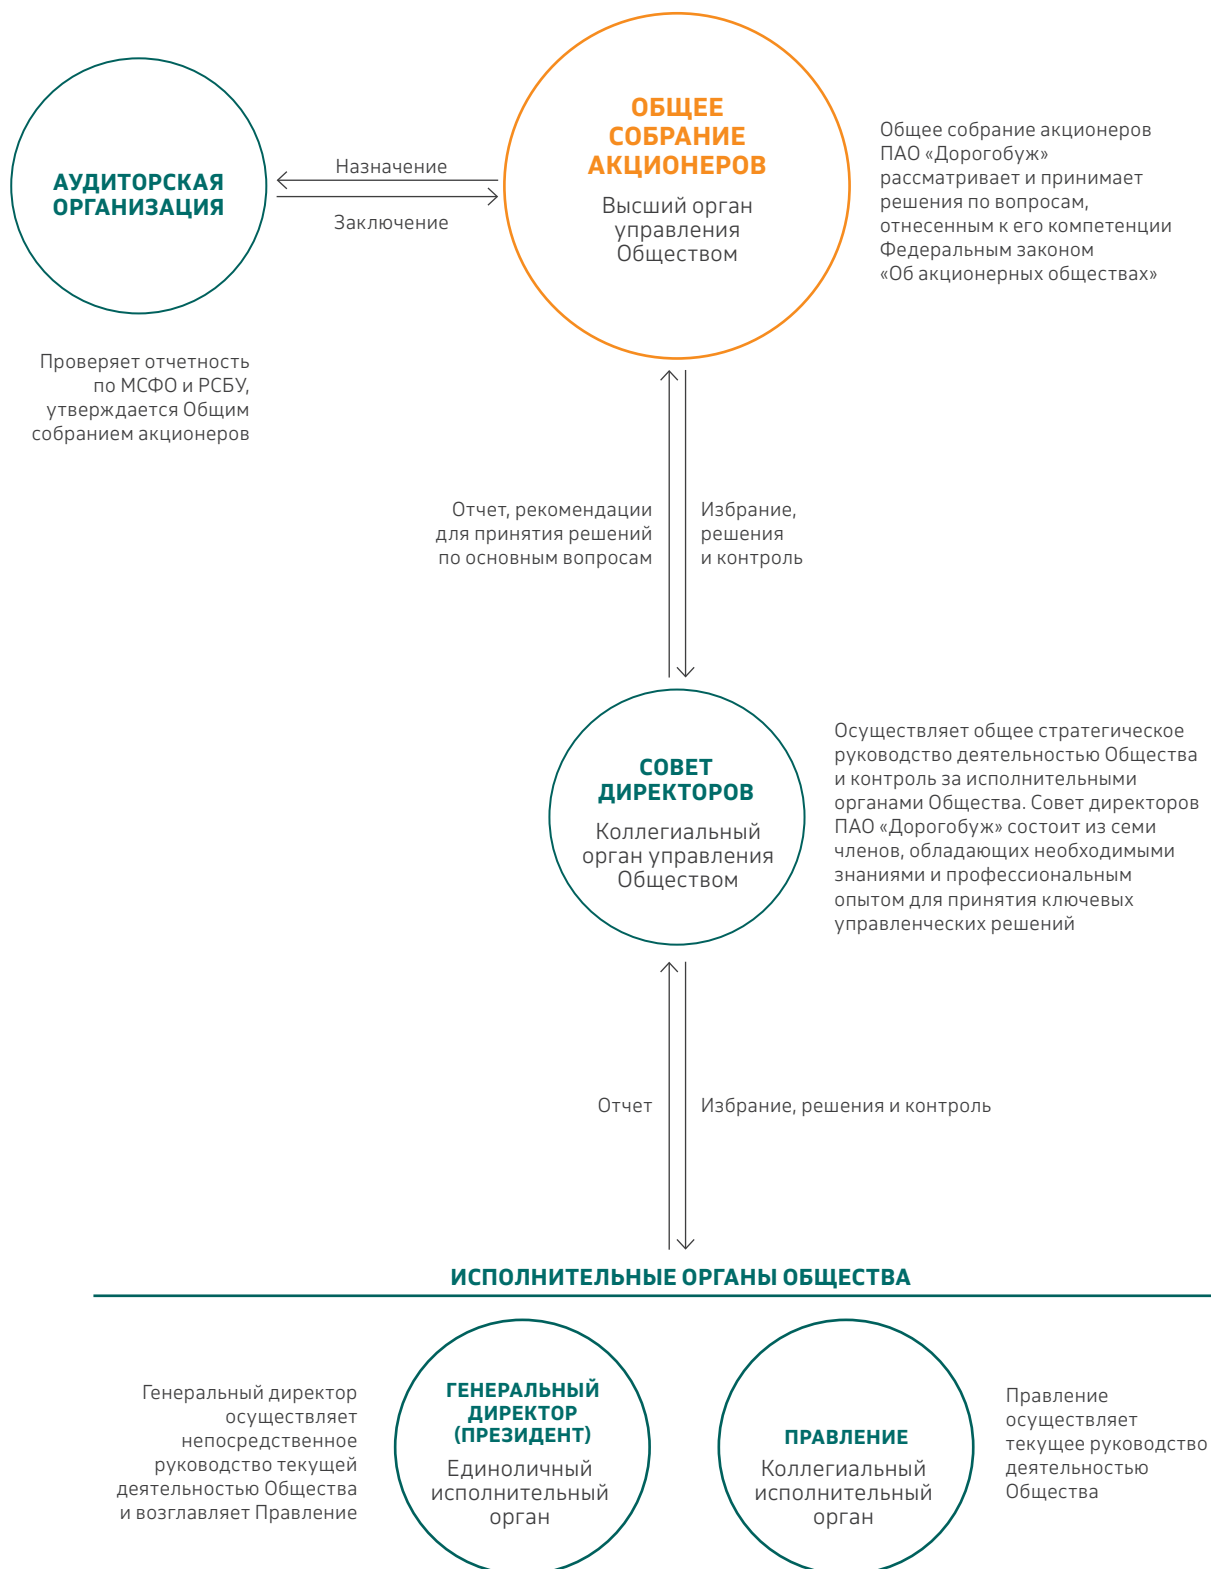 АУДИТОРСКАЯ
ОРГАНИЗАЦИЯ
Назначение
Заключение
ОБЩЕЕ
СОБРАНИЕ
АКЦИОНЕРОВ
Высший орган
управления
Обществом
Общее собрание акционеров
ПАО «Дорогобуж»
рассматривает и принимает
решения по вопросам,
отнесенным к его компетенции
Федеральным законом
«Об акционерных обществах»
Проверяет отчетность
по МСФО и РСБУ,
утверждается Общим
собранием акционеров
Отчет, рекомендации
для принятия решений
по основным вопросам
Избрание,
решения
и контроль
СОВЕТ
ДИРЕКТОРОВ
Коллегиальный
орган управления
Обществом
Осуществляет общее стратегическое
руководство деятельностью Общества
и контроль за исполнительными
органами Общества. Совет директоров
ПАО «Дорогобуж» состоит из семи
членов, обладающих необходимыми
знаниями и профессиональным
опытом для принятия ключевых
управленческих решений
Отчет
Избрание, решения и контроль
ИСПОЛНИТЕЛЬНЫЕ ОРГАНЫ ОБЩЕСТВА
Генеральный директор
осуществляет
непосредственное
руководство текущей
деятельностью Общества
и возглавляет Правление
ГЕНЕРАЛЬНЫЙ
ДИРЕКТОР
(ПРЕЗИДЕНТ)
Единоличный
исполнительный
орган
ПРАВЛЕНИЕ
Коллегиальный
исполнительный
орган
Правление
осуществляет
текущее руководство
деятельностью
Общества